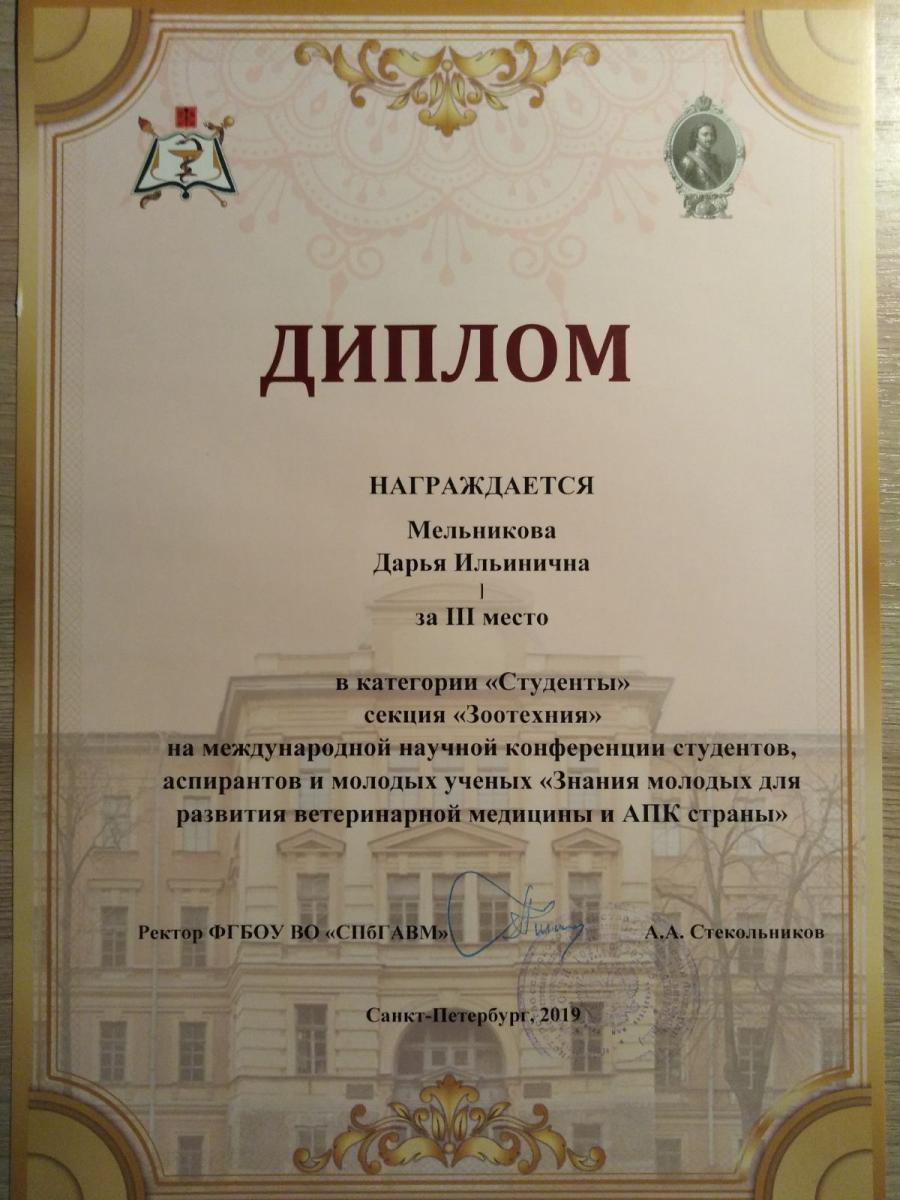 ДИПЛОМ
НАГРАЖДАЕТСЯ
Мельникова
Дарья Ильинична
за III место
в категории «Студенты»
секция «Зоотехния»
на международной научной конференции студентов,
аспирантов и молодых ученых «Знания молодых для
развития ветеринарной медицины и АПК страны»
Ректор ФГБОУ ВО «СПбГАВМ» А.А. Стекольников
Санкт-Петербург, 2019